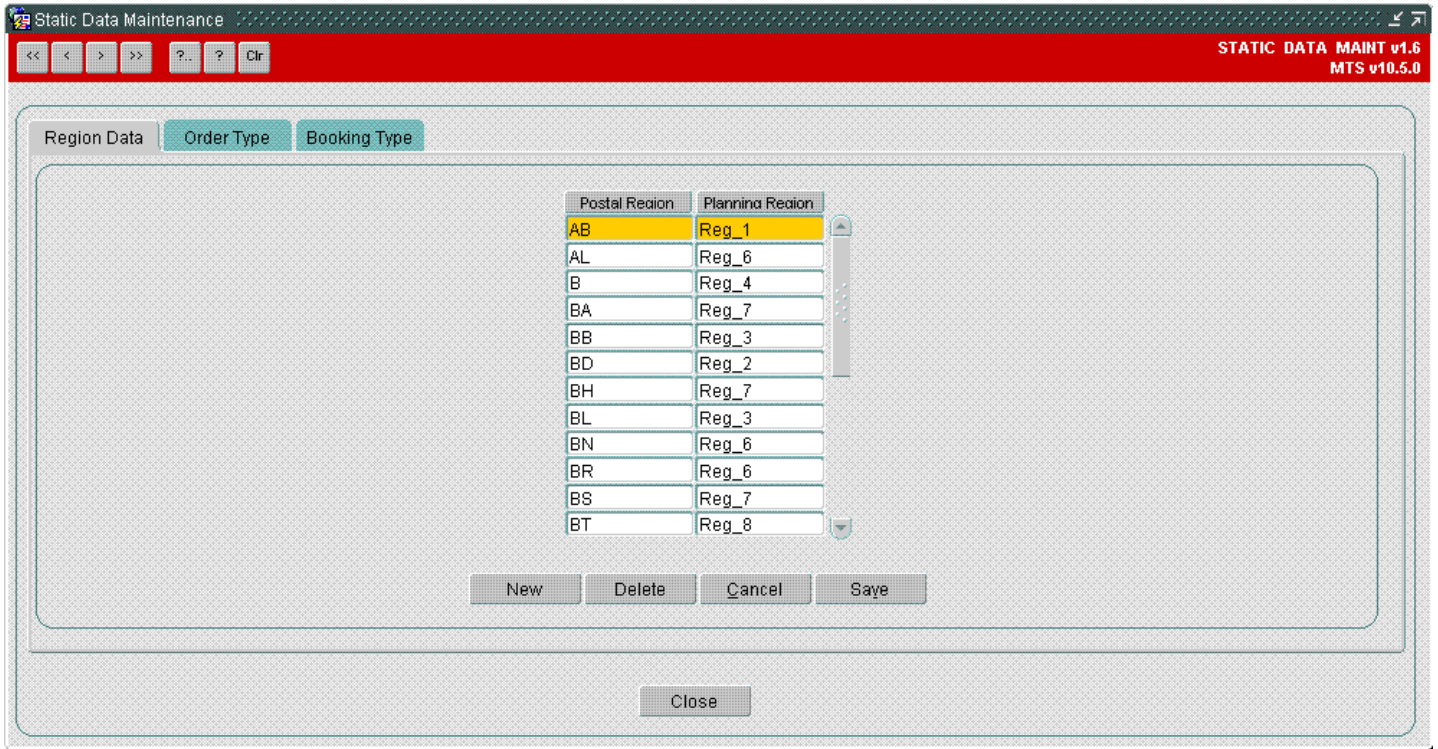 Static Data Maintenance
<< < > >> ?.. ? Clr
STATIC DATA MAINT v1.6
MTS v10.5.0
Region Data Order Type Booking Type
Postal Region Planning Region
AB Reg_1
AL Reg_6
B Reg_4
BA Reg_7
BB Reg_3
BD Reg_2
BH Reg_7
BL Reg_3
BN Reg_6
BR Reg_6
BS Reg_7
BT Reg_8
New Delete Cancel Save
Close